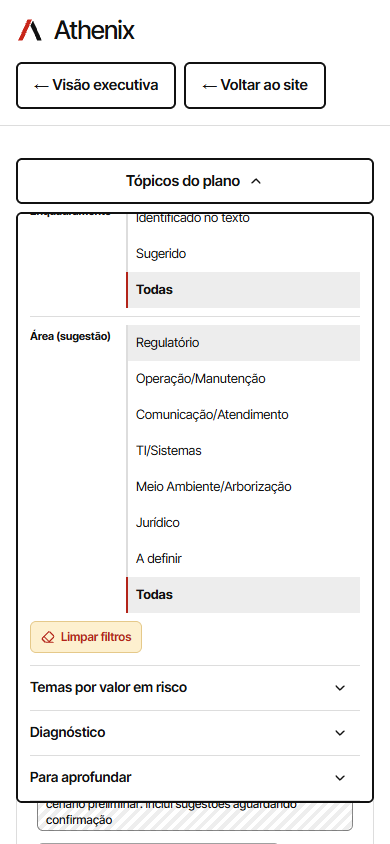 Athenix
← Visão executiva
← Voltar ao site
Tópicos do plano
Enquadramento
Identificado no texto
Sugerido
Todas
Área (sugestão)
Regulatório
Operação/Manutenção
Comunicação/Atendimento
TI/Sistemas
Meio Ambiente/Arborização
Jurídico
A definir
Todas
Limpar filtros
Temas por valor em risco
Diagnóstico
Para aprofundar
cenário preliminar. Inclui sugestões aguardando
confirmação